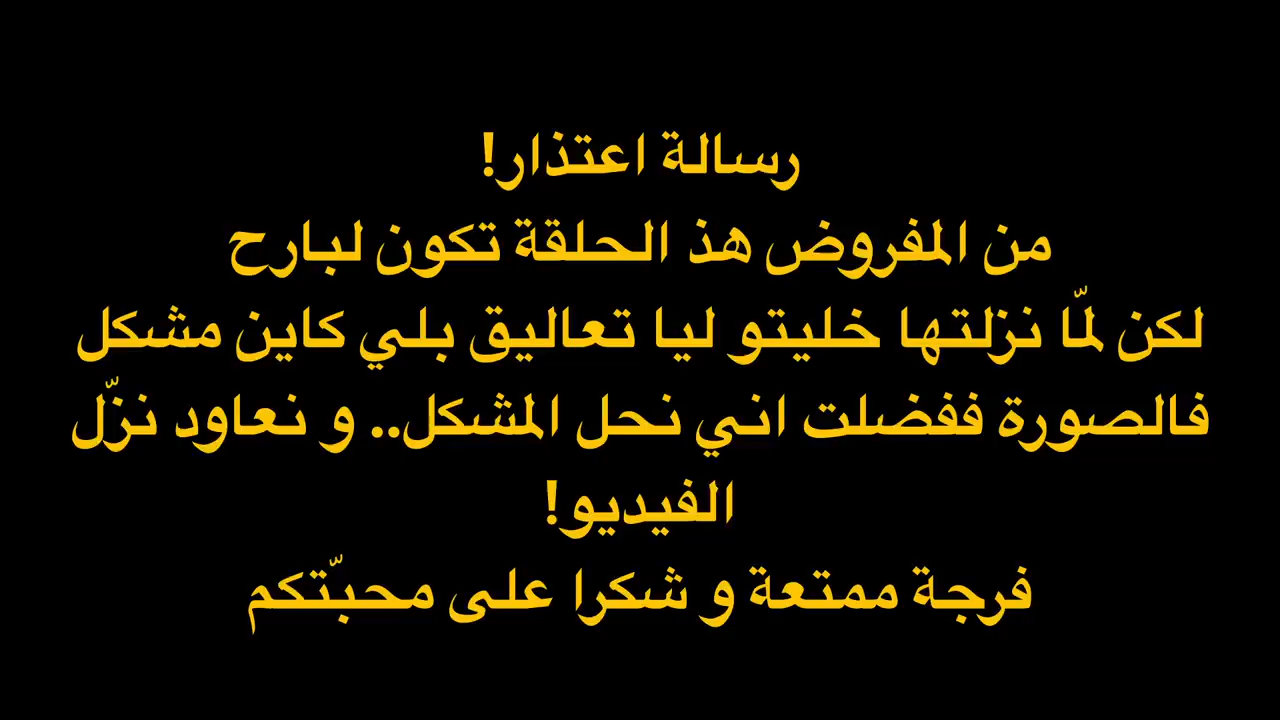 رسالة اعتذار!
من المفروض هذ الحلقة تكون لبارح
لكن لمّا نزلتها خليتو ليا تعاليق بلي كاين مشكل
فالصورة ففضلت اني نحل المشكل.. و نعاود نزّل
الفيديو!
فرجة ممتعة و شكرا على محبّتكم